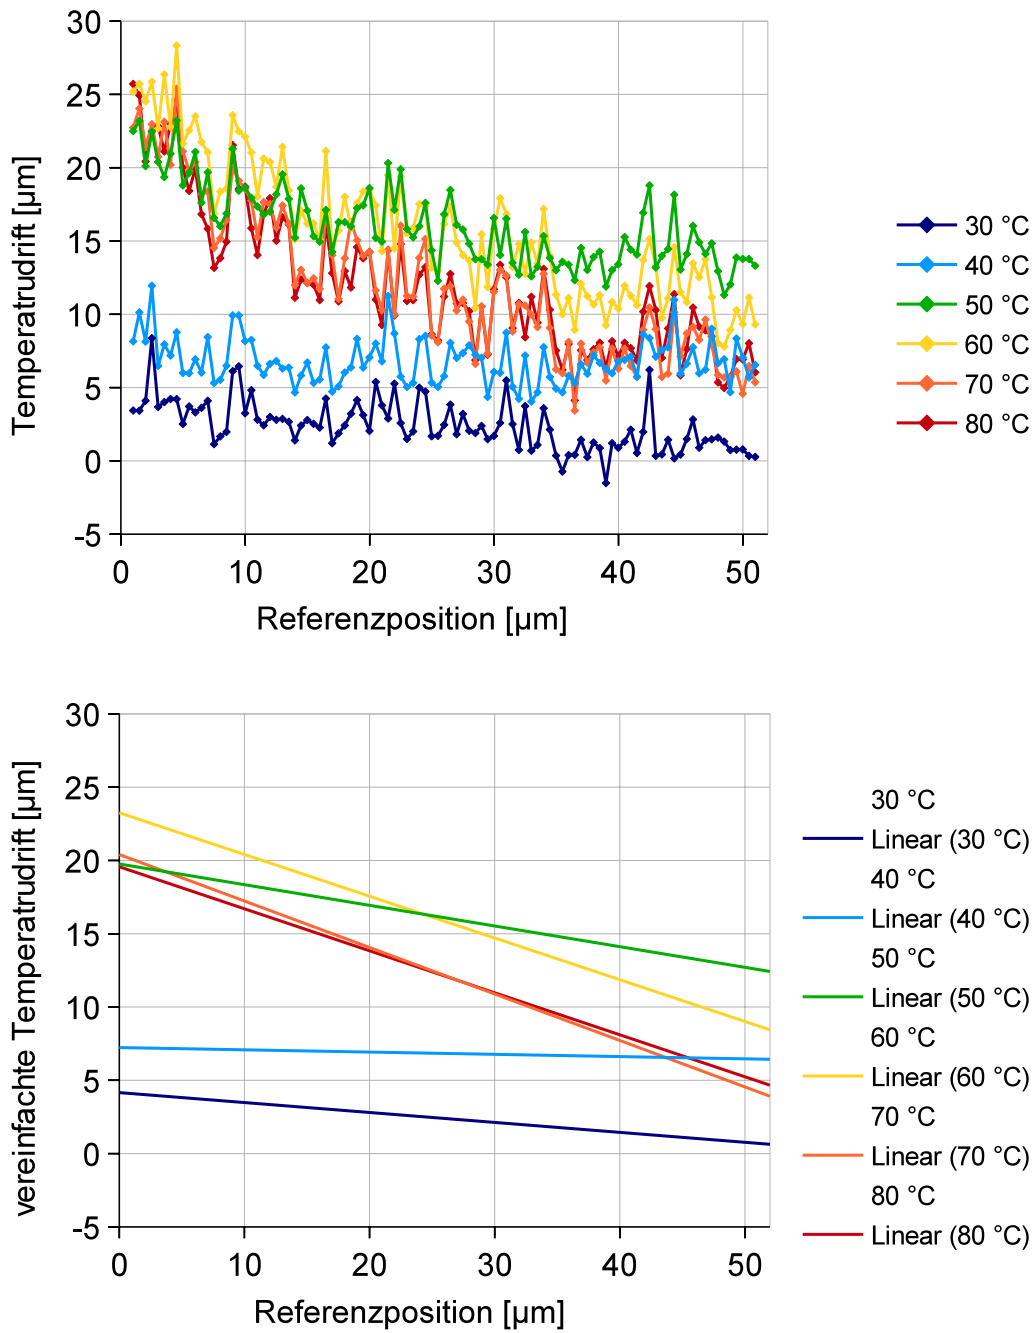 30
25
20
15
10
5
0
-5
0 10 20 30 40 50
Temperatrudrift [µm]
Referenzposition [µm]
30 °C
40 °C
50 °C
60 °C
70 °C
80 °C
30
25
20
15
10
5
0
-5
0 10 20 30 40 50
vereinfachte Temperatrudrift [µm]
Referenzposition [µm]
30 °C
Linear (30 °C)
40 °C
Linear (40 °C)
50 °C
Linear (50 °C)
60 °C
Linear (60 °C)
70 °C
Linear (70 °C)
80 °C
Linear (80 °C)